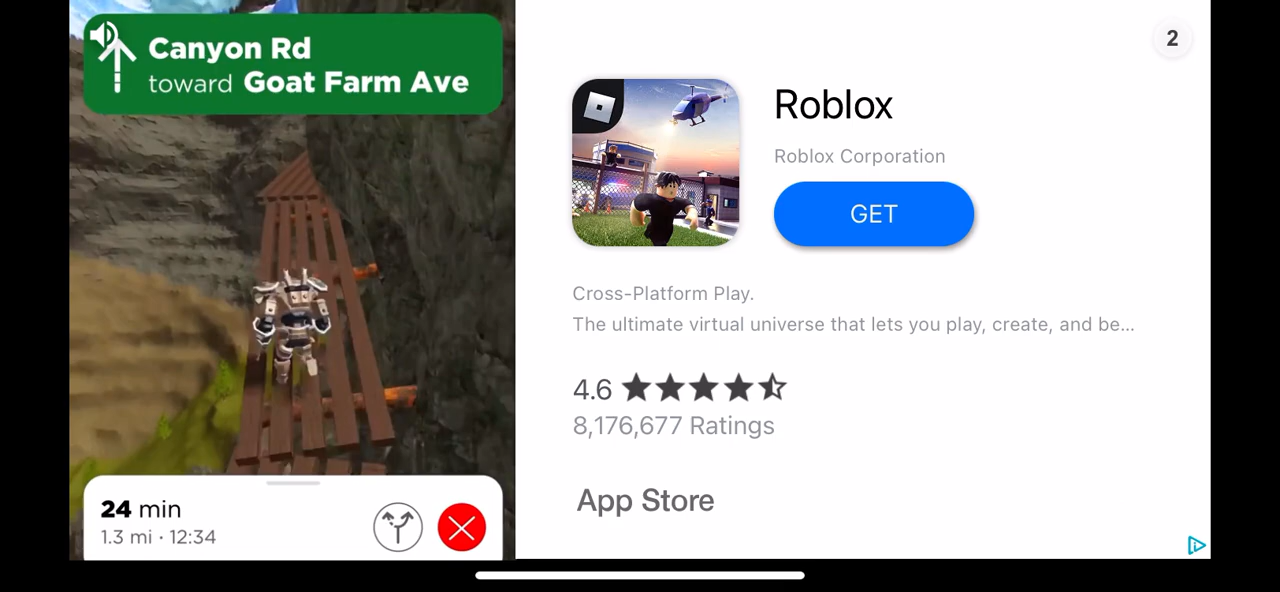 Canyon Rd
toward Goat Farm Ave
24 min
1.3 mi · 12:34
2
Roblox
Roblox Corporation
GET
Cross-Platform Play.
The ultimate virtual universe that lets you play, create, and be...
4.6
8,176,677 Ratings
App Store